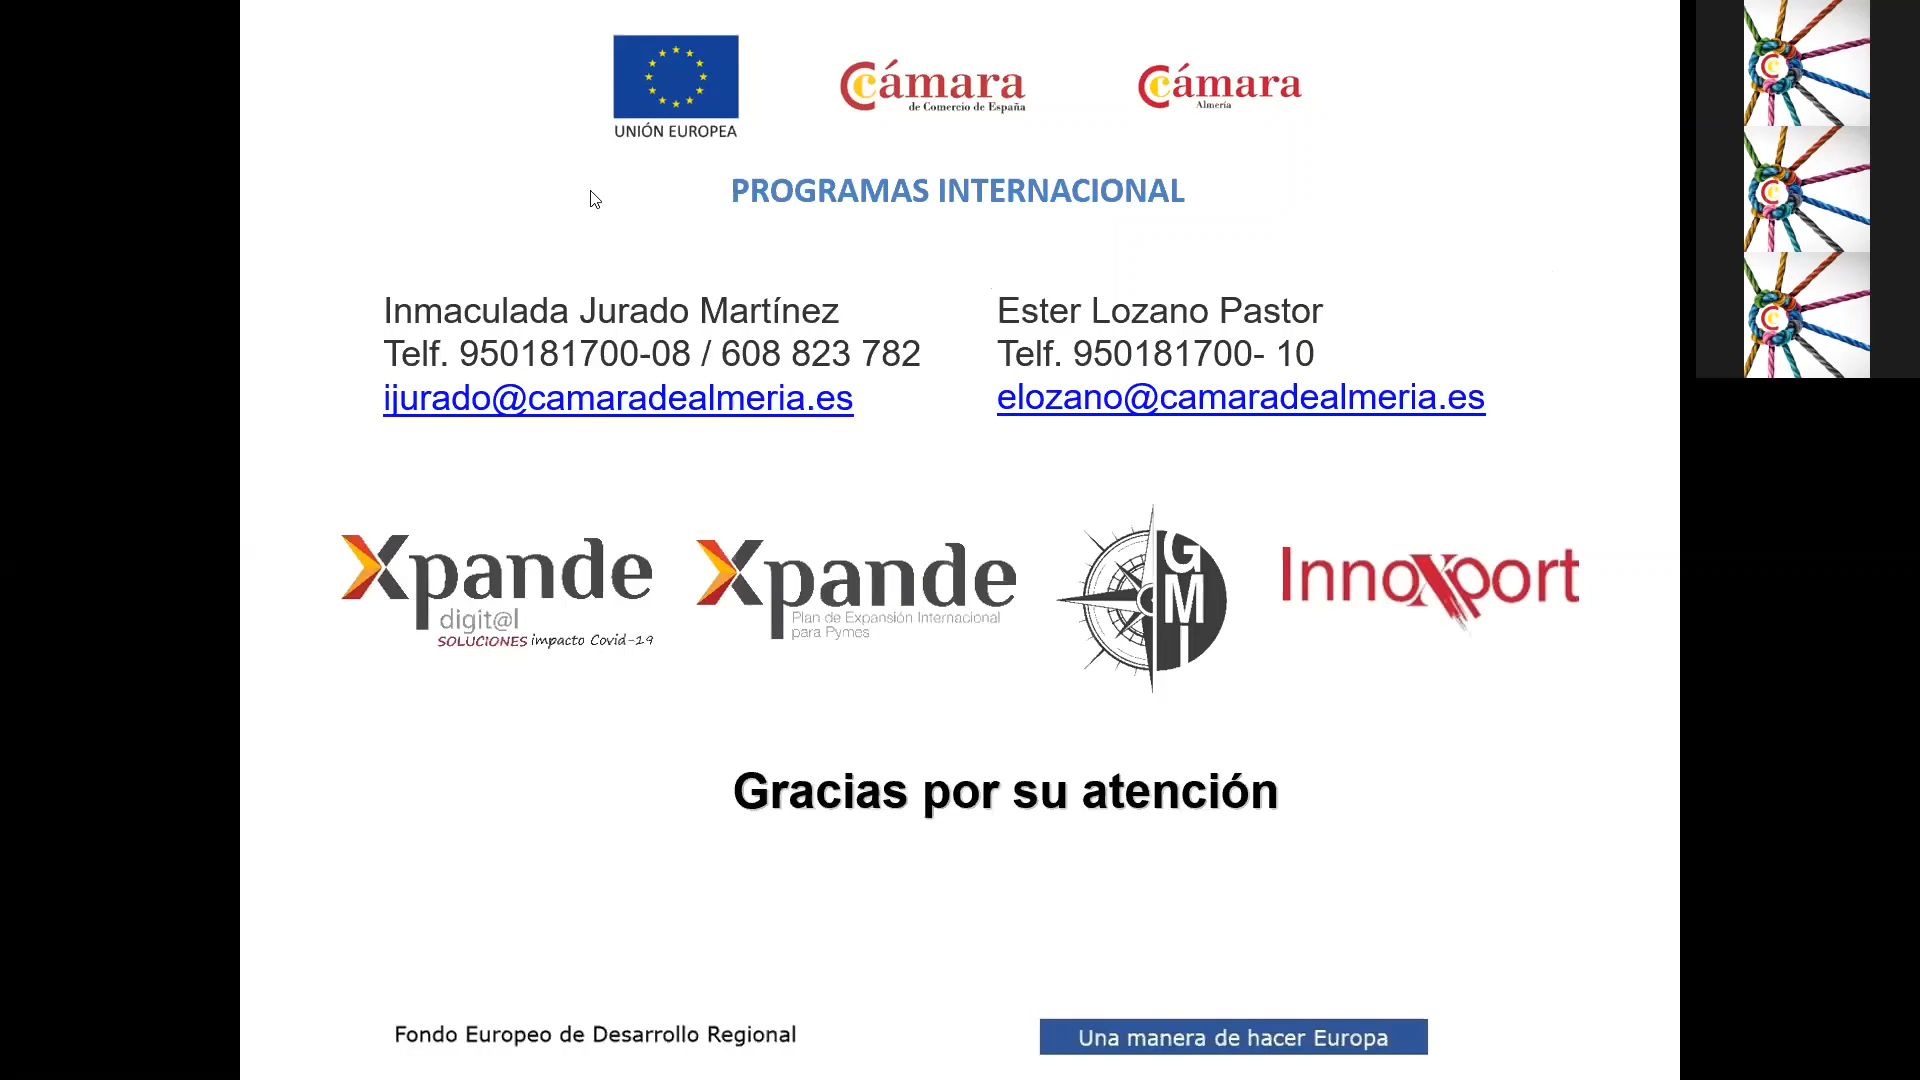 UNIÓN EUROPEA
Cámara
de Comercio de España
Cámara
Almería
PROGRAMAS INTERNACIONAL
Inmaculada Jurado Martínez
Telf. 950181700-08 / 608 823 782
ijurado@camaradealmeria.es
Ester Lozano Pastor
Telf. 950181700- 10
elozano@camaradealmeria.es
Xpande
digit@l
SOLUCIONES impacto Covid-19
Xpande
Plan de Expansión Internacional
para Pymes
GMI
InnoXport
Gracias por su atención
Fondo Europeo de Desarrollo Regional
Una manera de hacer Europa